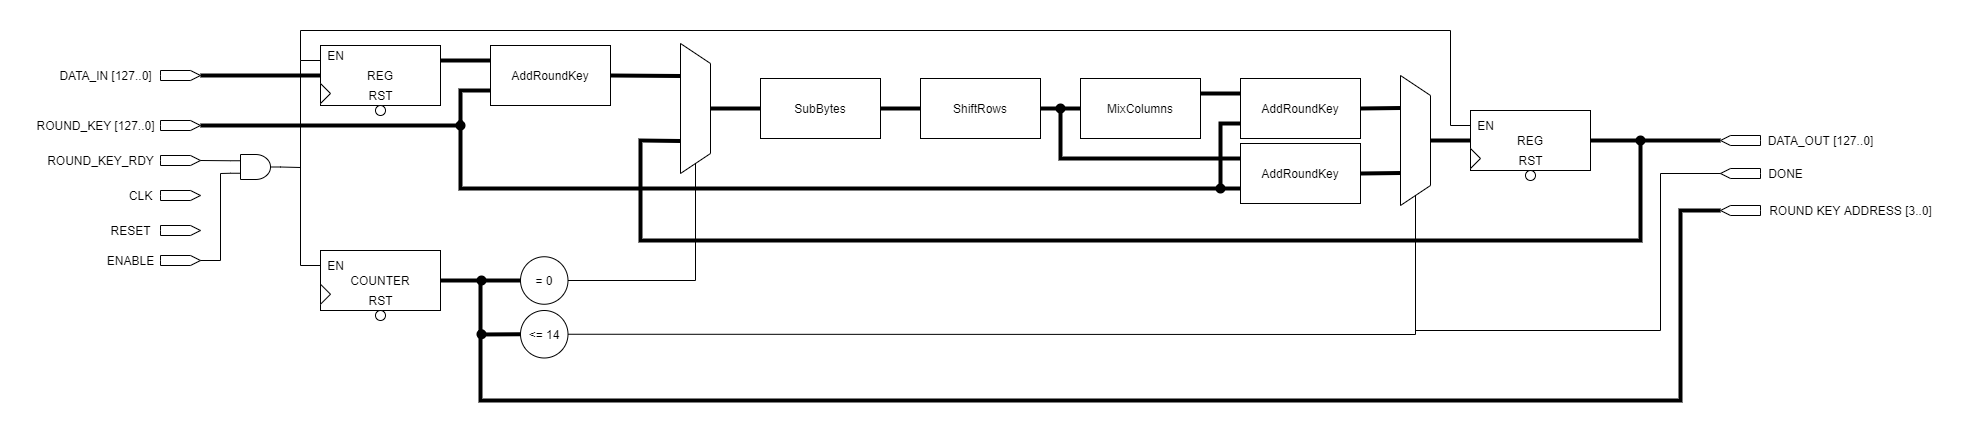 EN
DATA_IN [127..0]
REG
RST
AddRoundKey
SubBytes
ShiftRows
MixColumns
AddRoundKey
AddRoundKey
EN
REG
RST
DATA_OUT [127..0]
DONE
ROUND KEY ADDRESS [3..0]
ROUND_KEY [127..0]
ROUND_KEY_RDY
CLK
RESET
ENABLE
EN
COUNTER
RST
= 0
<= 14